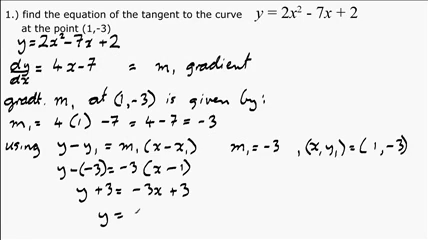 1.) find the equation of the tangent to the curve y = 2x² - 7x + 2
at the point (1,-3)
y = 2x² - 7x + 2
dy/dx = 4x - 7 = m, gradient
gradt. m, at (1, -3) is given by:
m₁ = 4(1) - 7 = 4 - 7 = -3
using y - y₁ = m₁(x - x₁) m₁ = -3 , (x, y₁) = (1, -3)
y - (-3) = -3(x - 1)
y + 3 = -3x + 3
y =